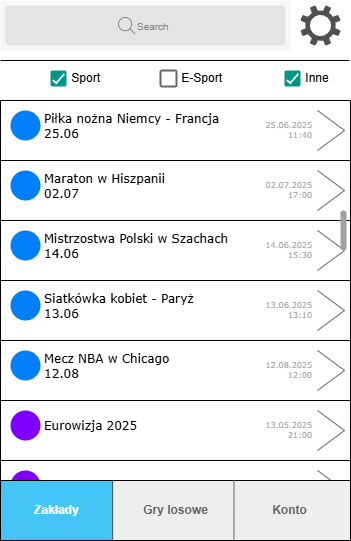 Search
Sport
E-Sport
Inne
Piłka nożna Niemcy - Francja
25.06
25.06.2025
11:40
Maraton w Hiszpanii
02.07
02.07.2025
17:00
Mistrzostwa Polski w Szachach
14.06
14.06.2025
15:30
Siatkówka kobiet - Paryż
13.06
13.06.2025
13:10
Mecz NBA w Chicago
12.08
12.08.2025
12:00
Eurowizja 2025
13.05.2025
21:00
Zakłady
Gry losowe
Konto